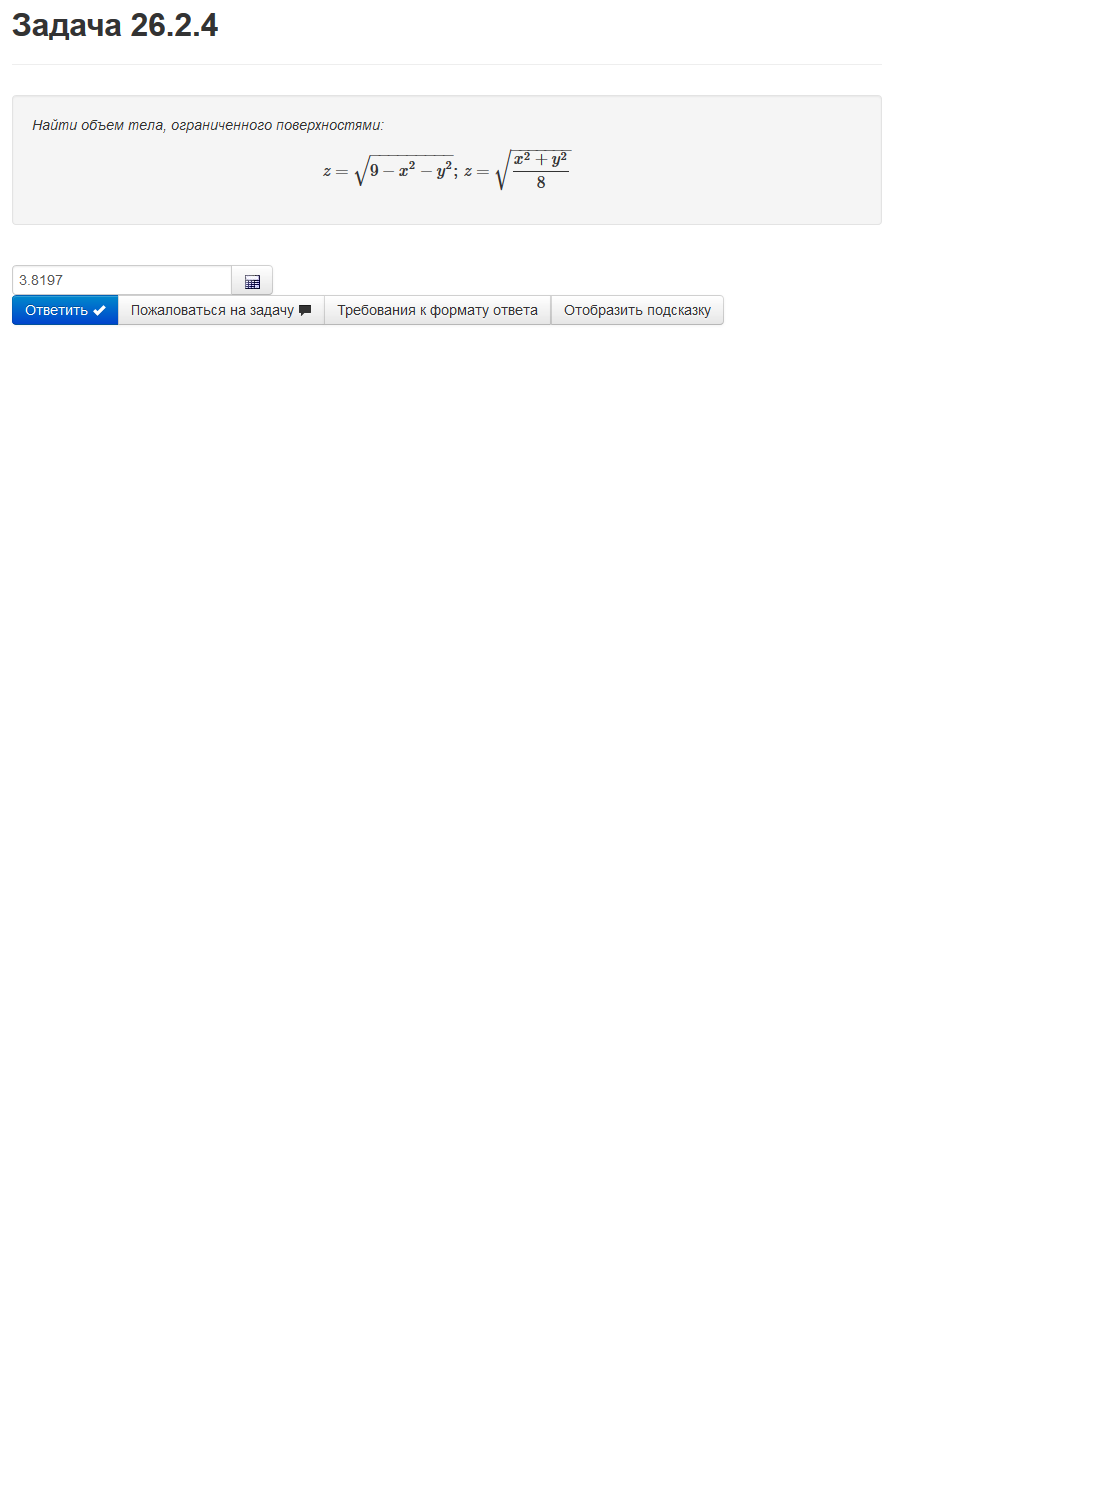 Задача 26.2.4
Найти объем тела, ограниченного поверхностями:
$z = \sqrt{9 - x^2 - y^2}; z = \sqrt{\frac{x^2 + y^2}{8}}$
3.8197
Ответить Пожаловаться на задачу Требования к формату ответа Отобразить подсказку